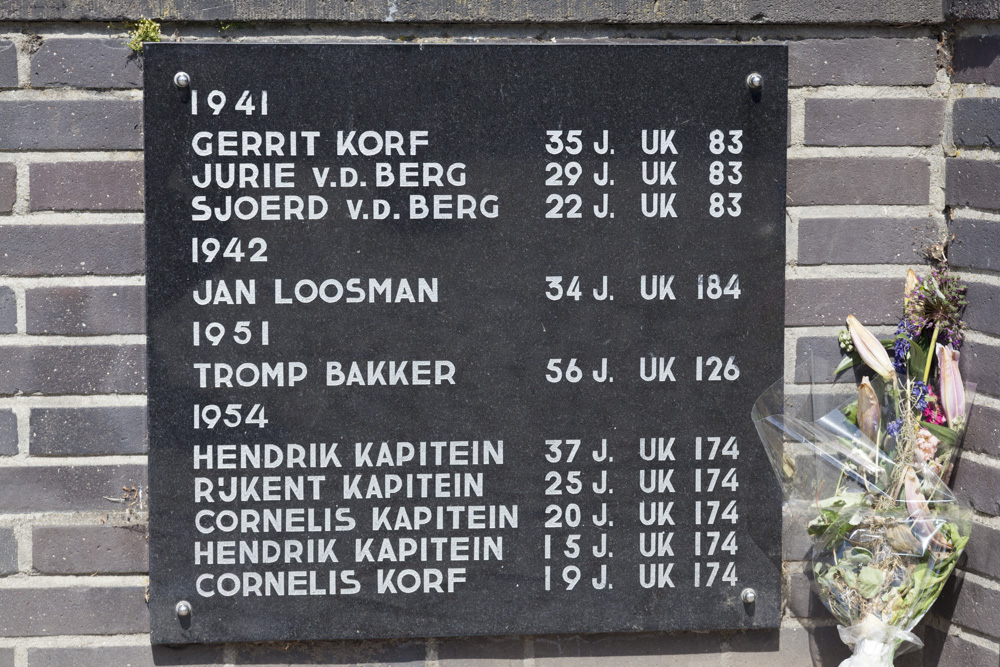 1941
GERRIT KORF 35 J. UK 83
JURIE V.D. BERG 29 J. UK 83
SJOERD V.D. BERG 22 J. UK 83
1942
JAN LOOSMAN 34 J. UK 184
1951
TROMP BAKKER 56 J. UK 126
1954
HENDRIK KAPITEIN 37 J. UK 174
RIJKENT KAPITEIN 25 J. UK 174
CORNELIS KAPITEIN 20 J. UK 174
HENDRIK KAPITEIN 15 J. UK 174
CORNELIS KORF 19 J. UK 174